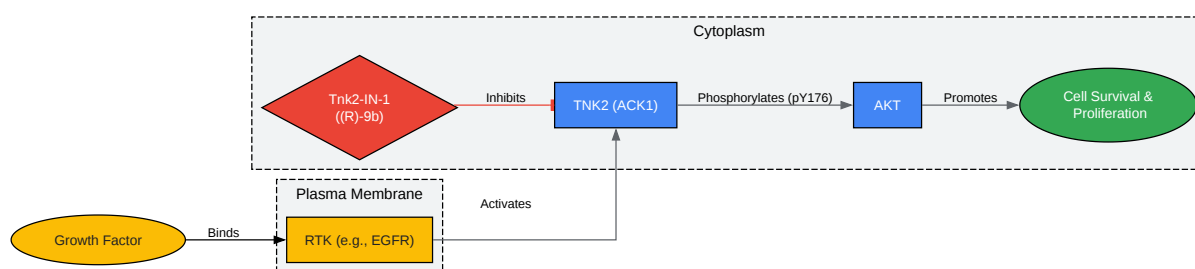 Cytoplasm
Tnk2-IN-1
((R)-9b)
Inhibits
TNK2 (ACK1)
Phosphorylates (pY176)
AKT
Promotes
Cell Survival &
Proliferation
Plasma Membrane
Activates
Growth Factor
Binds
RTK (e.g., EGFR)